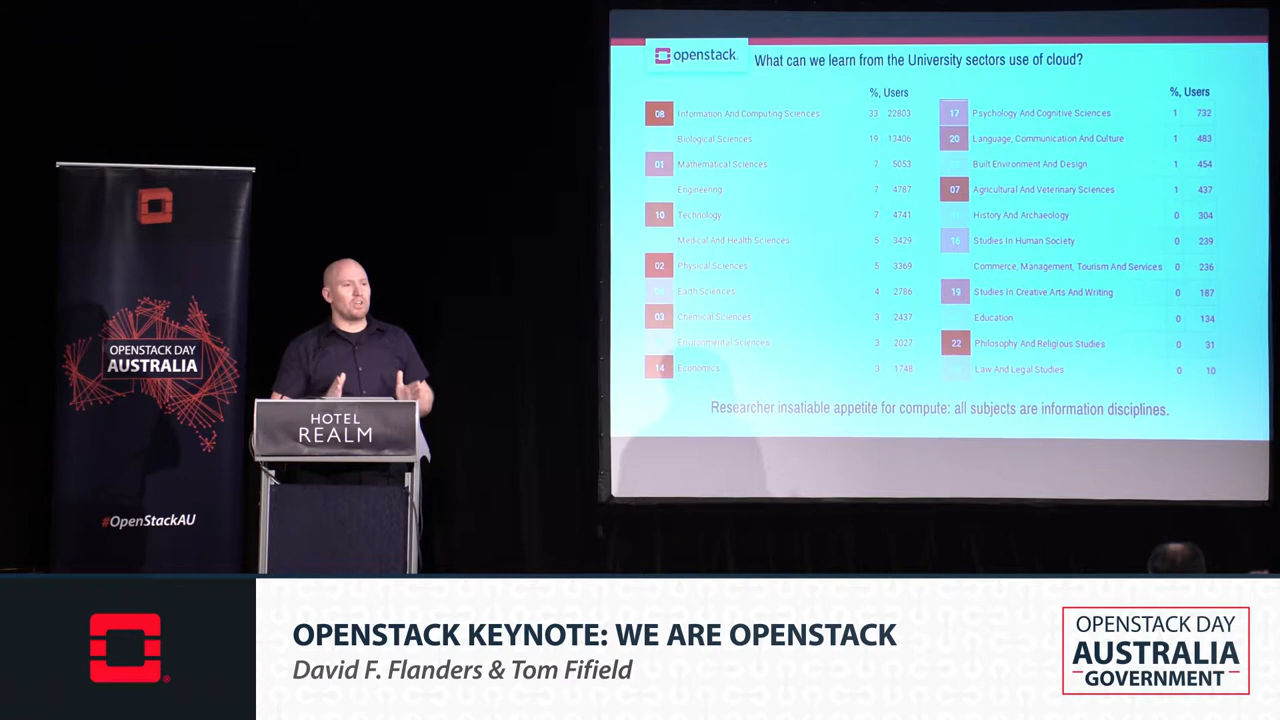 openstack.
What can we learn from the University sectors use of cloud?
%, Users
08 Information And Computing Sciences 33 22803
Biological Sciences 19 13406
01 Mathematical Sciences 7 5053
Engineering 7 4787
10 Technology 7 4741
Medical And Health Sciences 5 3429
02 Physical Sciences 5 3369
Earth Sciences 4 2786
03 Chemical Sciences 3 2437
Environmental Sciences 3 2027
14 Economics 3 1748
%, Users
17 Psychology And Cognitive Sciences 1 732
20 Language, Communication And Culture 1 483
Built Environment And Design 1 454
07 Agricultural And Veterinary Sciences 1 437
History And Archaeology 0 304
16 Studies In Human Society 0 239
Commerce, Management, Tourism And Services 0 236
19 Studies In Creative Arts And Writing 0 187
Education 0 134
22 Philosophy And Religious Studies 0 31
Law And Legal Studies 0 10
Researcher insatiable appetite for compute: all subjects are information disciplines.
OPENSTACK DAY
AUSTRALIA
#OpenStackAU
HOTEL
REALM
OPENSTACK KEYNOTE: WE ARE OPENSTACK
David F. Flanders & Tom Fifield
OPENSTACK DAY
AUSTRALIA
GOVERNMENT